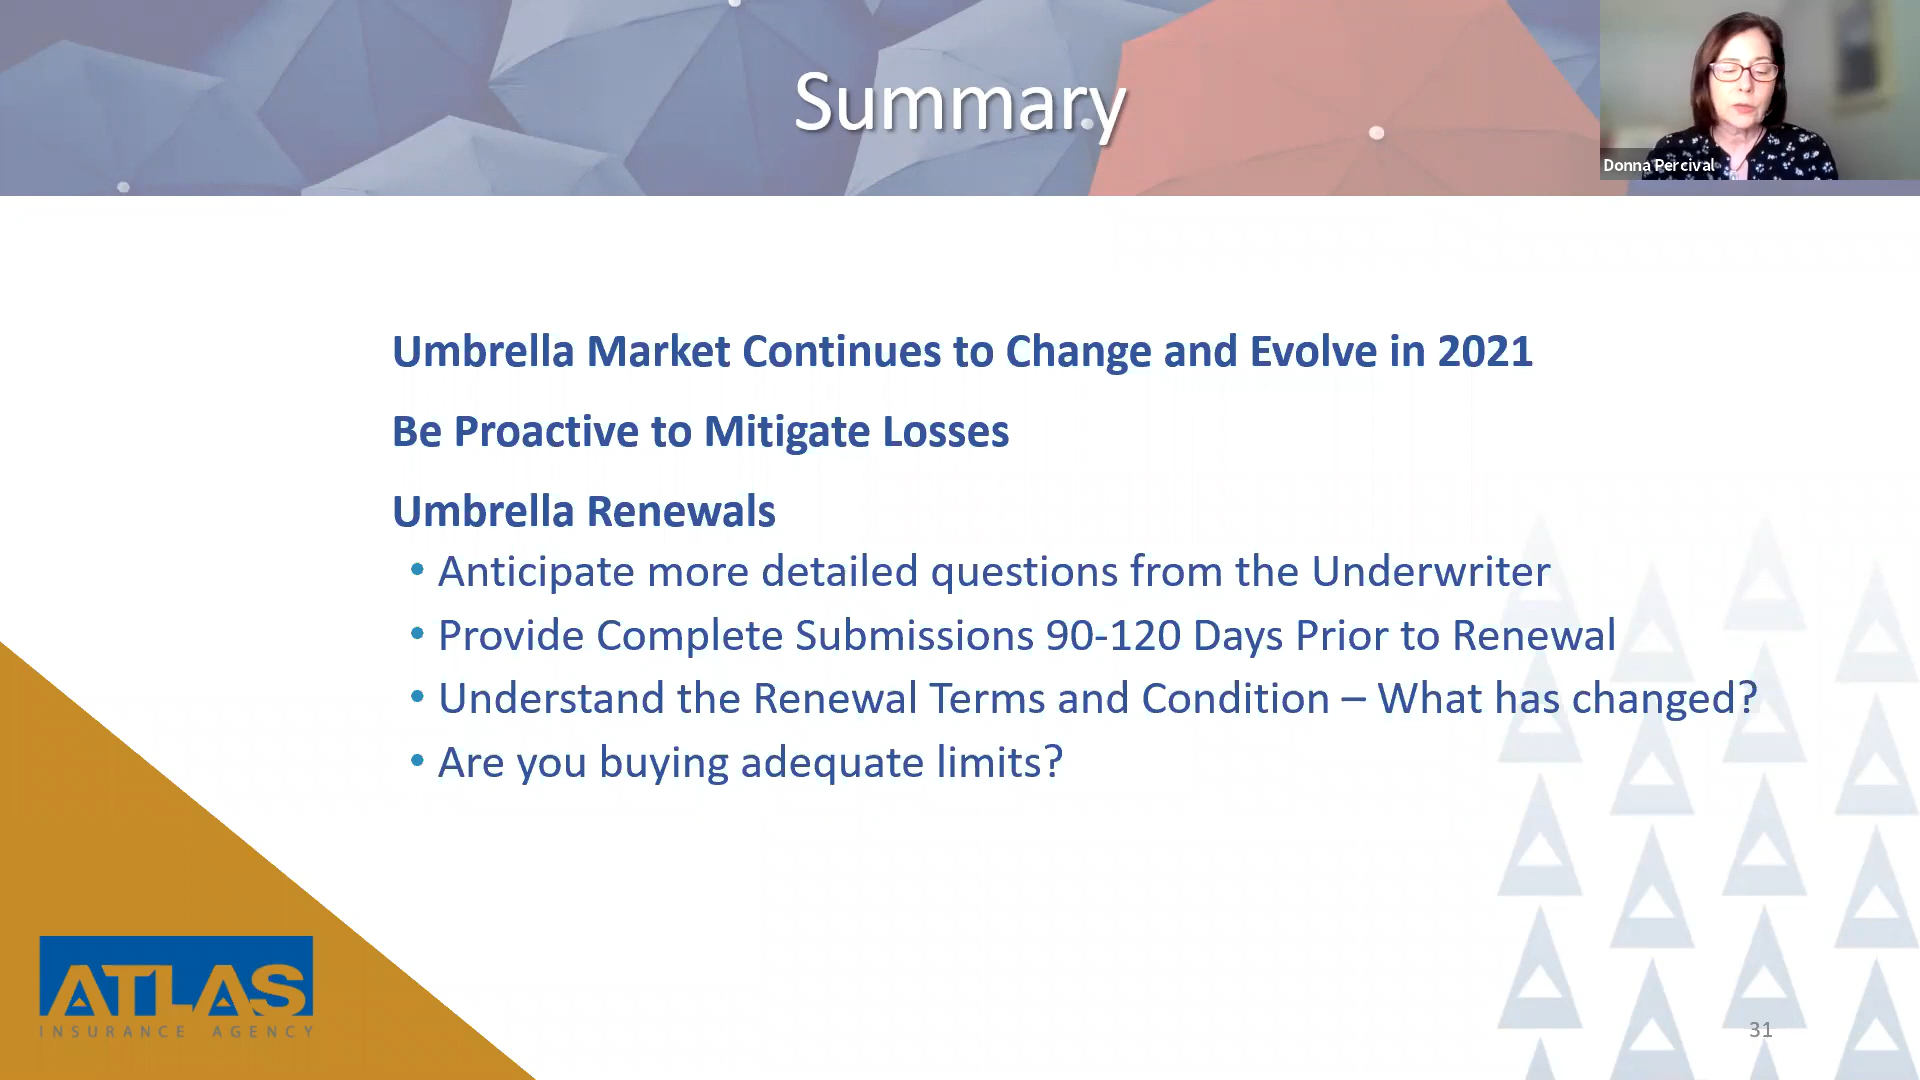 Summary
Donna Percival
Umbrella Market Continues to Change and Evolve in 2021
Be Proactive to Mitigate Losses
Umbrella Renewals
• Anticipate more detailed questions from the Underwriter
• Provide Complete Submissions 90-120 Days Prior to Renewal
• Understand the Renewal Terms and Condition – What has changed?
• Are you buying adequate limits?
ATLAS
INSURANCE AGENCY
31